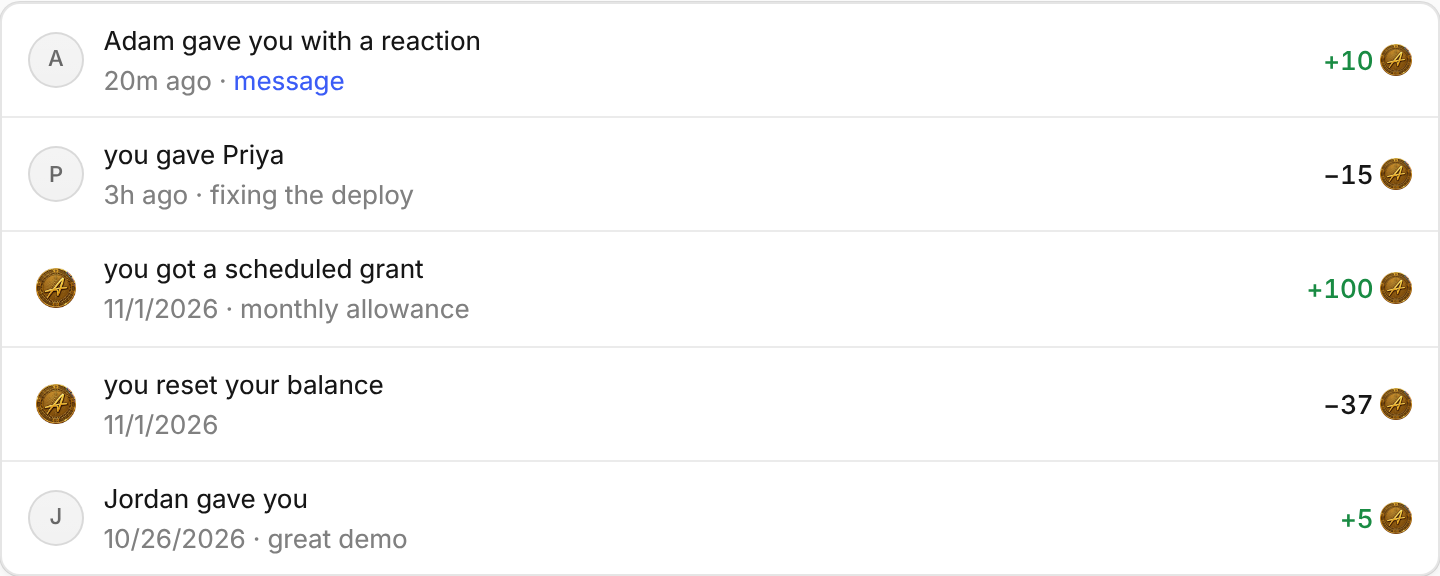 A
Adam gave you with a reaction
20m ago · message
+10
P
you gave Priya
3h ago · fixing the deploy
−15
you got a scheduled grant
11/1/2026 · monthly allowance
+100
you reset your balance
11/1/2026
−37
J
Jordan gave you
10/26/2026 · great demo
+5